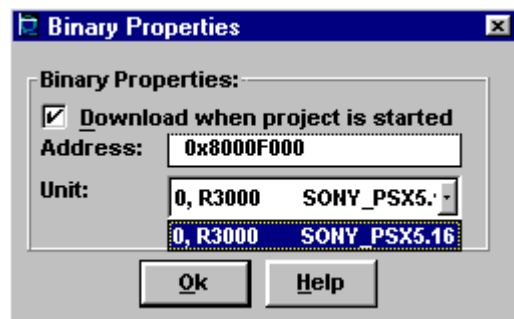 Binary Properties
Binary Properties:
Download when project is started
Address: 0x8000F000
Unit: 0, R3000 SONY_PSX5.
0, R3000 SONY_PSX5.16
Ok Help